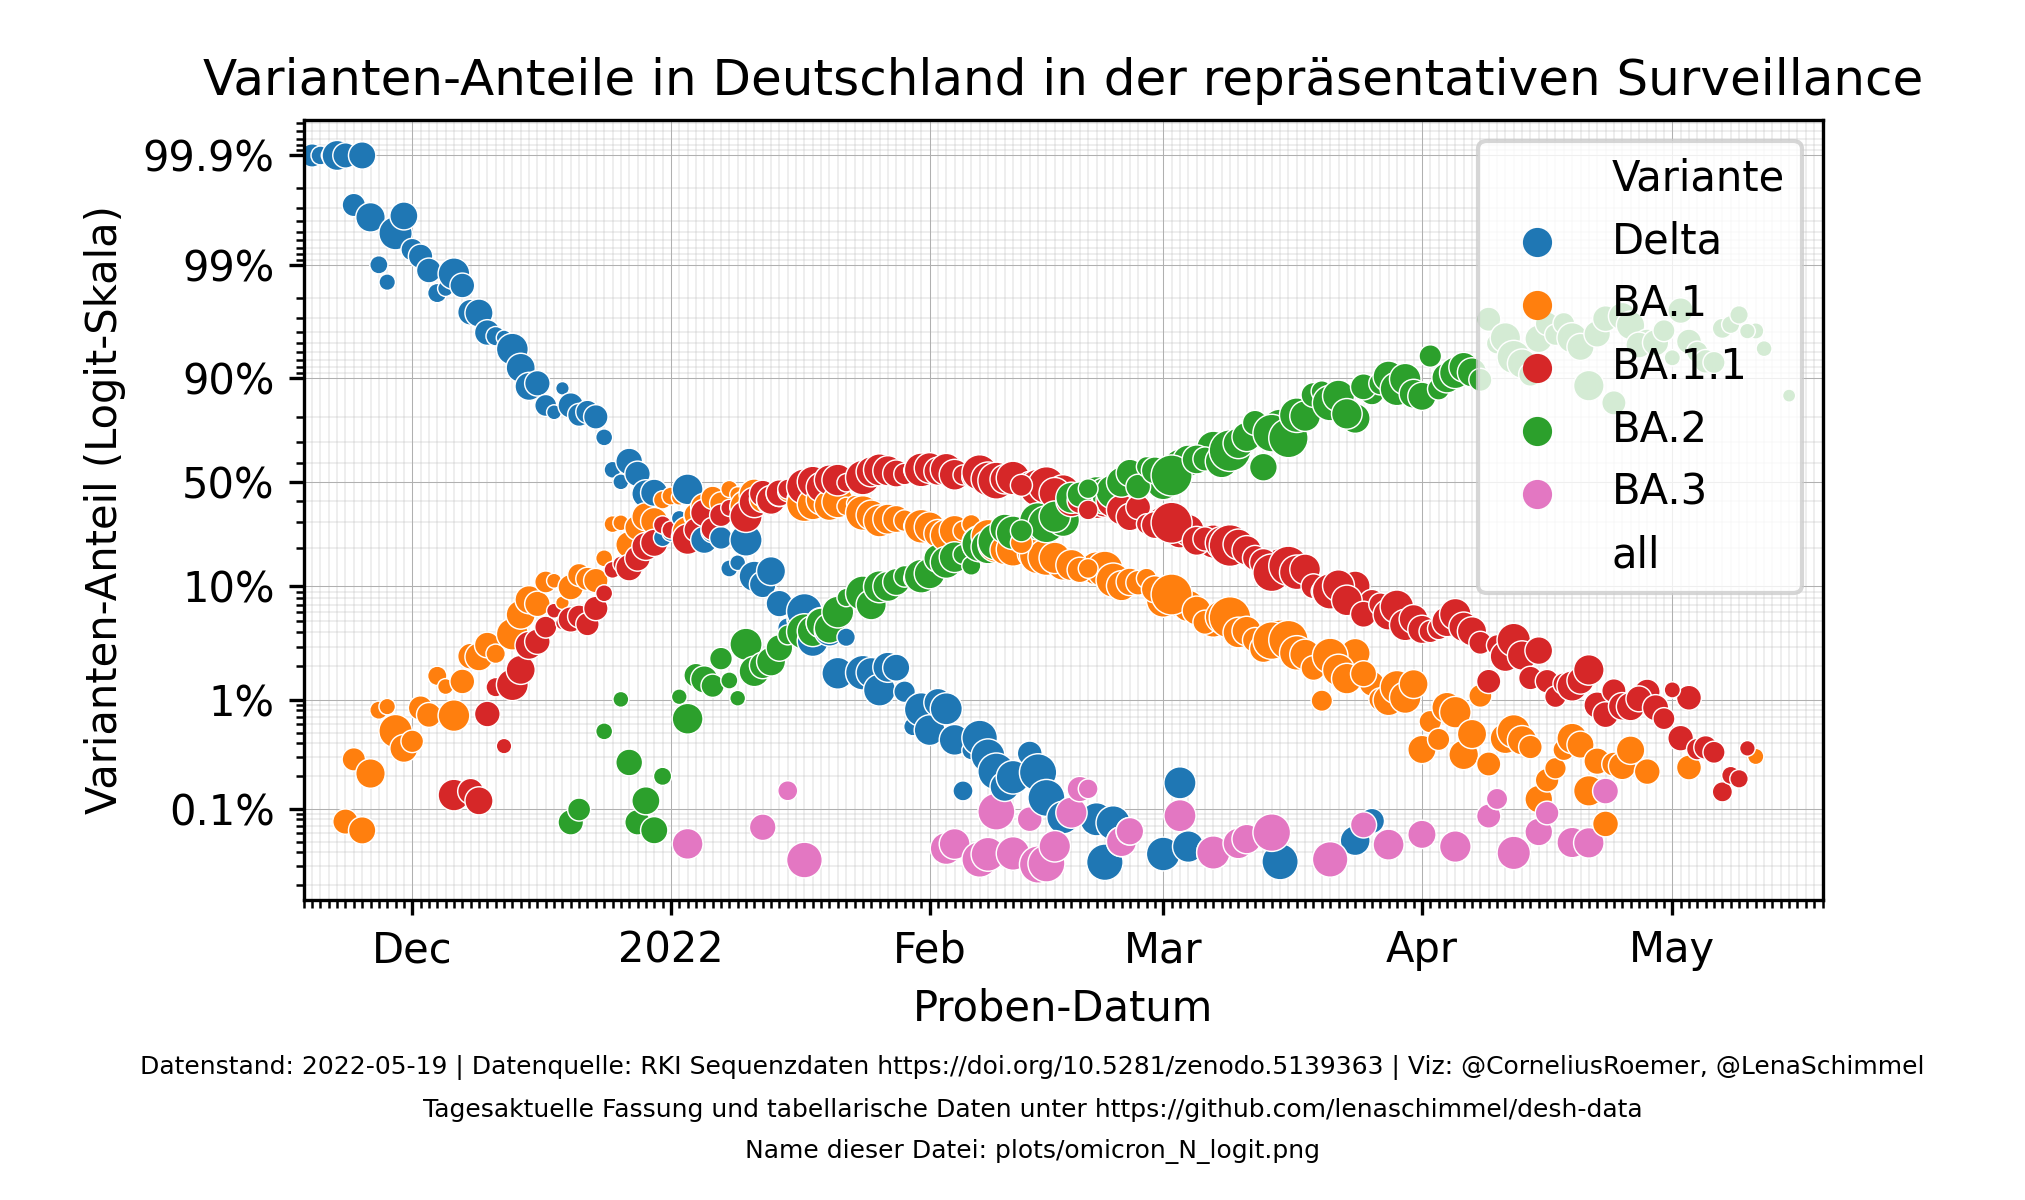 Varianten-Anteile in Deutschland in der repräsentativen Surveillance
Varianten-Anteil (Logit-Skala)
99.9%
99%
90%
50%
10%
1%
0.1%
Variante
Delta
BA.1
BA.1.1
BA.2
BA.3
all
Dec 2022 Feb Mar Apr May
Proben-Datum
Datenstand: 2022-05-19 | Datenquelle: RKI Sequenzdaten https://doi.org/10.5281/zenodo.5139363 | Viz: @CorneliusRoemer, @LenaSchimmel
Tagesaktuelle Fassung und tabellarische Daten unter https://github.com/lenaschimmel/desh-data
Name dieser Datei: plots/omicron_N_logit.png